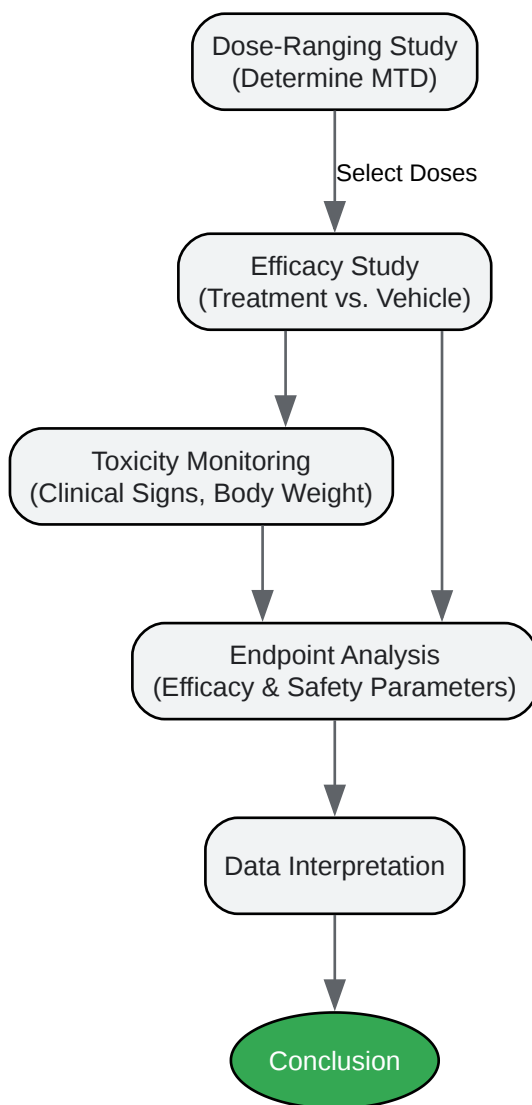 Dose-Ranging Study
(Determine MTD)
Select Doses
Efficacy Study
(Treatment vs. Vehicle)
Toxicity Monitoring
(Clinical Signs, Body Weight)
Endpoint Analysis
(Efficacy & Safety Parameters)
Data Interpretation
Conclusion